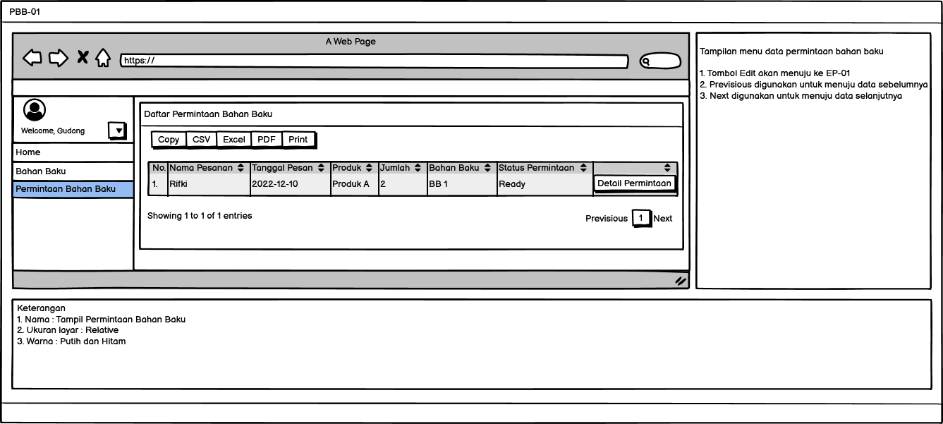 PBB-01
A Web Page
https://
Welcome, Gudang
Home
Bahan Baku
Permintaan Bahan Baku
Daftar Permintaan Bahan Baku
Copy CSV Excel PDF Print
No. Nama Pesanan Tanggal Pesan Produk Jumlah Bahan Baku Status Permintaan
1. Rifki 2022-12-10 Produk A 2 BB 1 Ready Detail Permintaan
Showing 1 to 1 of 1 entries
Previsious 1 Next
Tampilan menu data permintaan bahan baku
1. Tombol Edit akan menuju ke EP-01
2. Previsious digunakan untuk menuju data sebelumnya
3. Next digunakan untuk menuju data selanjutnya
Keterangan
1. Nama : Tampil Permintaan Bahan Baku
2. Ukuran layar : Relative
3. Warna : Putih dan Hitam